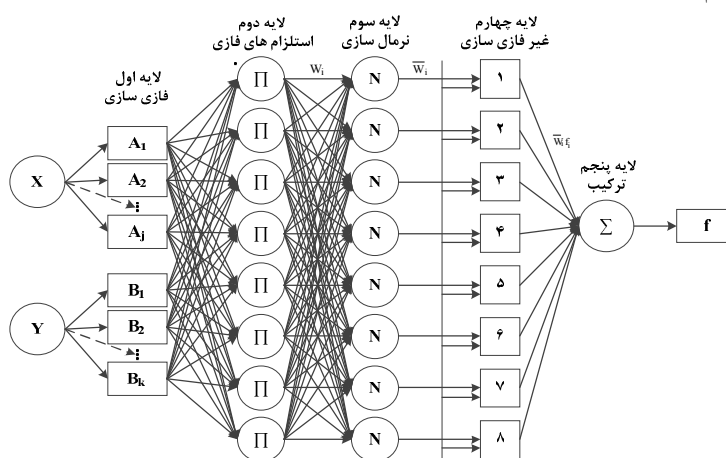 لایه اول
فازی سازی
لایه دوم
استلزام های فازی
لایه سوم
نرمال سازی
لایه چهارم
غیر فازی سازی
لایه پنجم
ترکیب
X
Y
A₁
A₂
⋮
Aⱼ
B₁
B₂
⋮
Bₖ
∏
∏
∏
∏
∏
∏
∏
∏
Wᵢ
N
N
N
N
N
N
N
N
W̅ᵢ
۱
۲
۳
۴
۵
۶
۷
۸
W̅ᵢfᵢ
∑
f